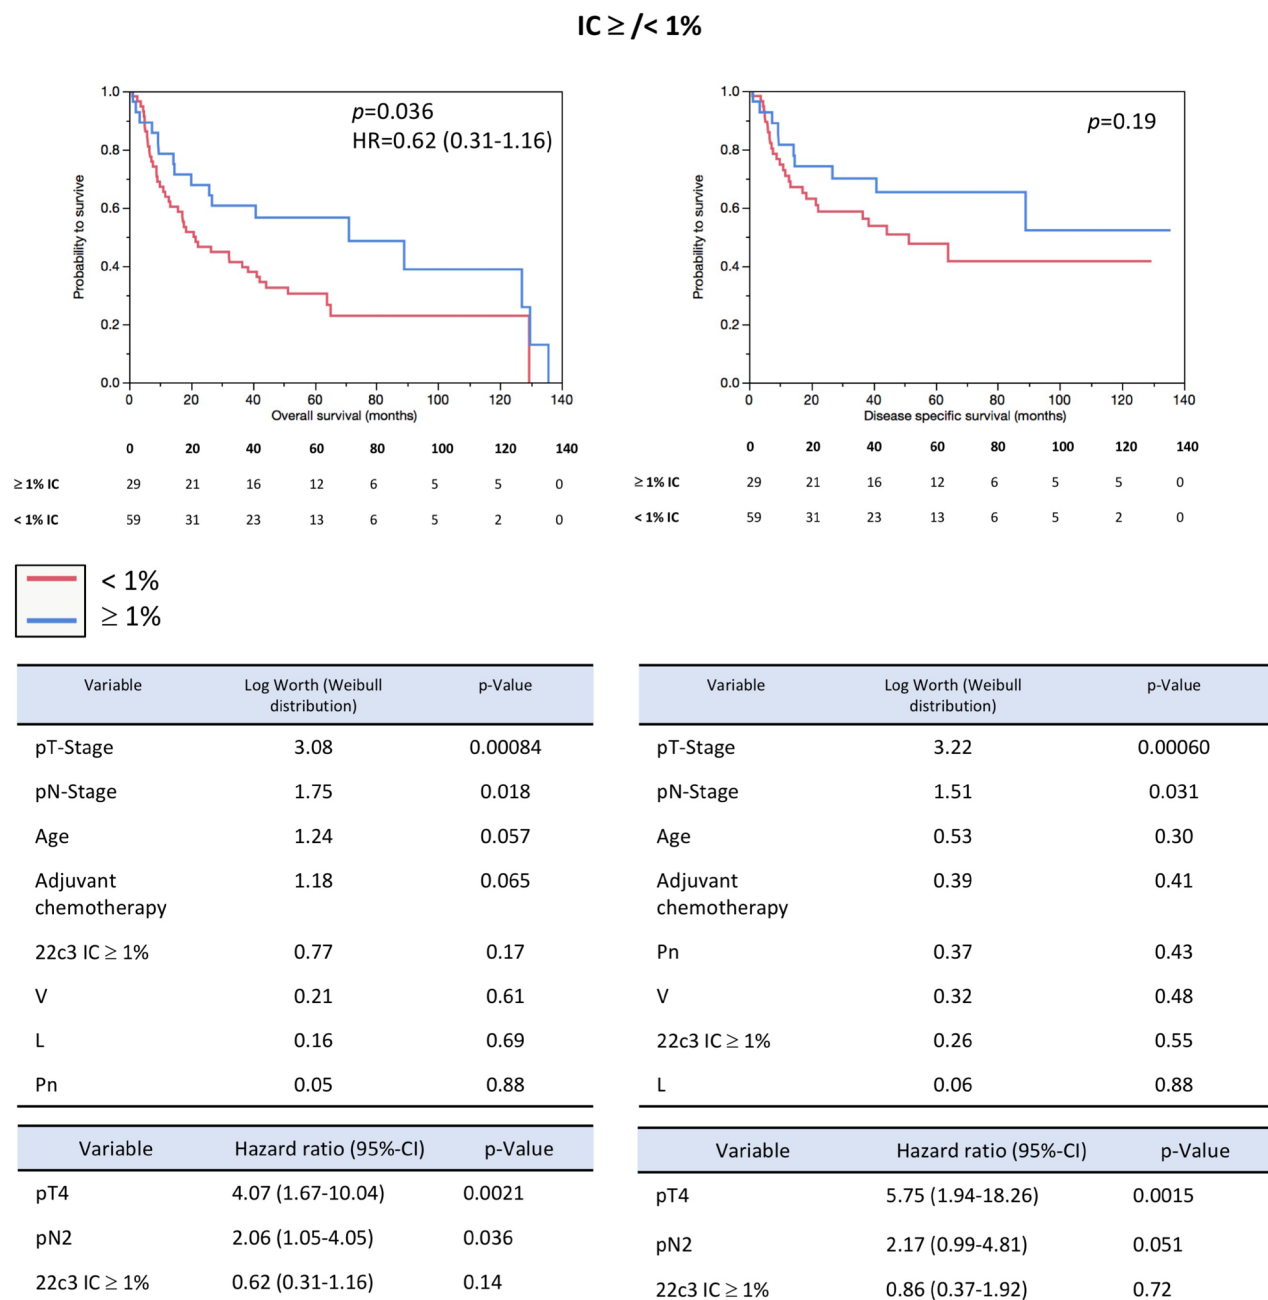 IC ≥ /< 1%
p=0.036
HR=0.62 (0.31-1.16)
Probability to survive
1.0
0.8
0.6
0.4
0.2
0.0
0 20 40 60 80 100 120 140
Overall survival (months)
0 20 40 60 80 100 120 140
≥ 1% IC 29 21 16 12 6 5 5 0
< 1% IC 59 31 23 13 6 5 2 0
p=0.19
Probability to survive
1.0
0.8
0.6
0.4
0.2
0.0
0 20 40 60 80 100 120 140
Disease specific survival (months)
0 20 40 60 80 100 120 140
≥ 1% IC 29 21 16 12 6 5 5 0
< 1% IC 59 31 23 13 6 5 2 0
< 1%
≥ 1%
Variable Log Worth (Weibull p-Value
distribution)
pT-Stage 3.08 0.00084
pN-Stage 1.75 0.018
Age 1.24 0.057
Adjuvant 1.18 0.065
chemotherapy
22c3 IC ≥ 1% 0.77 0.17
V 0.21 0.61
L 0.16 0.69
Pn 0.05 0.88
Variable Hazard ratio (95%-CI) p-Value
pT4 4.07 (1.67-10.04) 0.0021
pN2 2.06 (1.05-4.05) 0.036
22c3 IC ≥ 1% 0.62 (0.31-1.16) 0.14
Variable Log Worth (Weibull p-Value
distribution)
pT-Stage 3.22 0.00060
pN-Stage 1.51 0.031
Age 0.53 0.30
Adjuvant 0.39 0.41
chemotherapy
Pn 0.37 0.43
V 0.32 0.48
22c3 IC ≥ 1% 0.26 0.55
L 0.06 0.88
Variable Hazard ratio (95%-CI) p-Value
pT4 5.75 (1.94-18.26) 0.0015
pN2 2.17 (0.99-4.81) 0.051
22c3 IC ≥ 1% 0.86 (0.37-1.92) 0.72